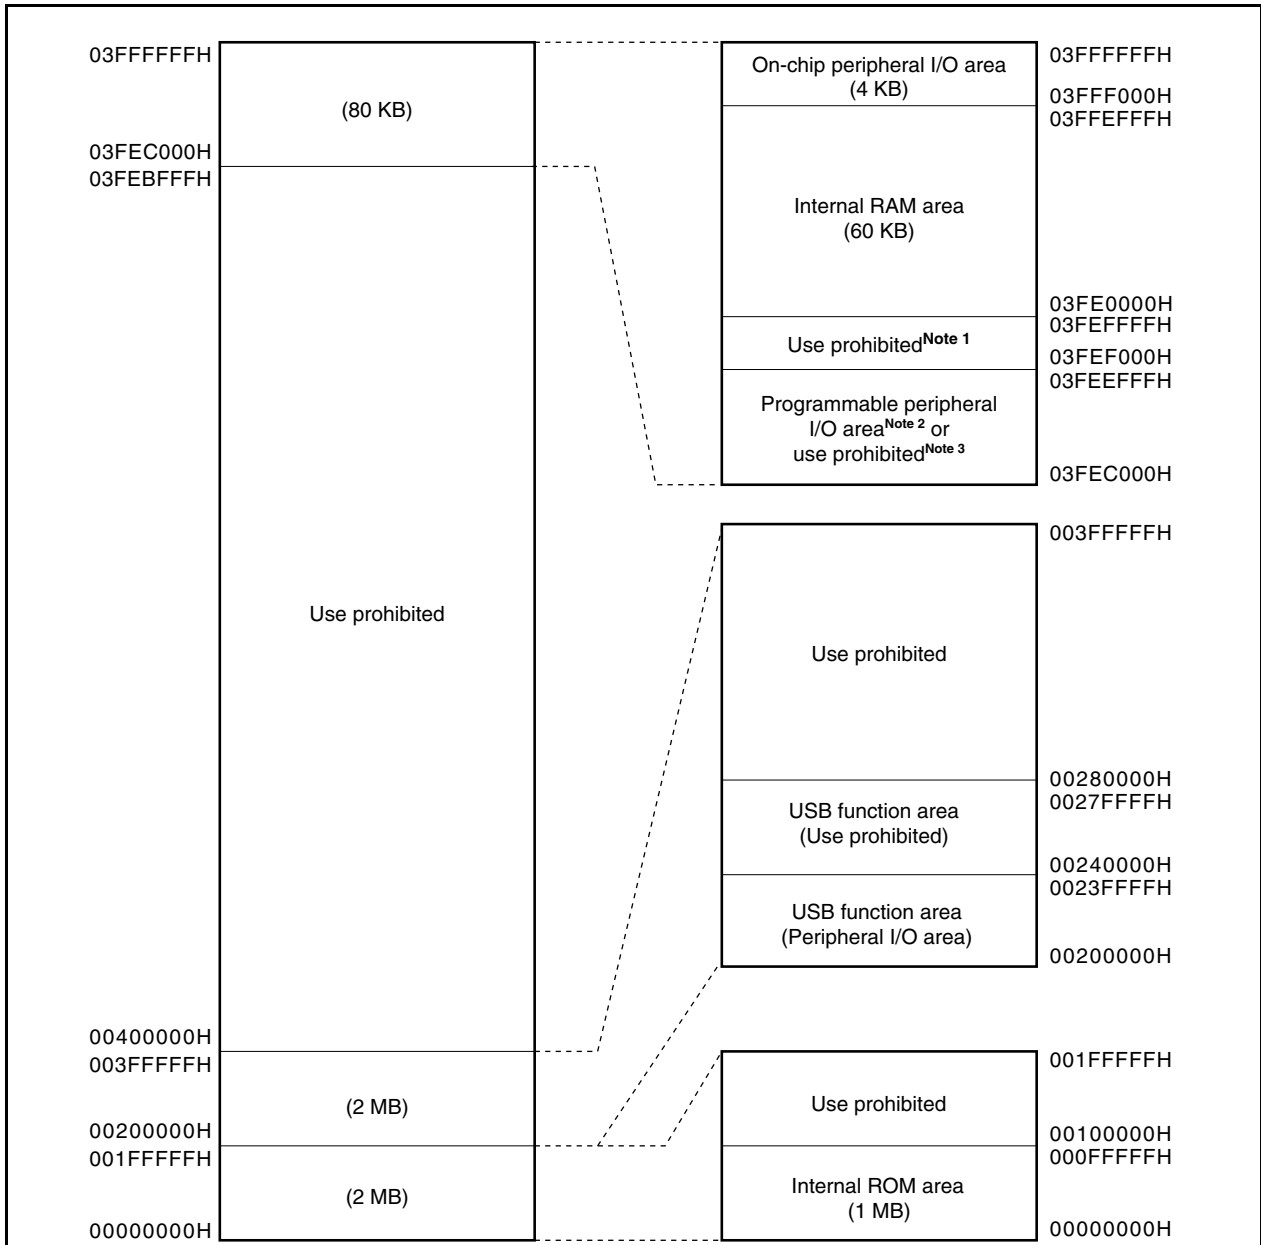 03FFFFFFH
(80 KB)
03FEC000H
03FEBFFFH
Use prohibited
00400000H
003FFFFFH
(2 MB)
00200000H
001FFFFFH
(2 MB)
00000000H
On-chip peripheral I/O area
(4 KB)
03FFFFFFH
03FFF000H
03FFEFFFH
Internal RAM area
(60 KB)
03FE0000H
03FEFFFFH
Use prohibitedNote 1
03FEF000H
03FEEFFFH
Programmable peripheral
I/O areaNote 2 or
use prohibitedNote 3
03FEC000H
003FFFFFH
Use prohibited
00280000H
0027FFFFH
USB function area
(Use prohibited)
00240000H
0023FFFFH
USB function area
(Peripheral I/O area)
00200000H
001FFFFFH
Use prohibited
00100000H
000FFFFFH
Internal ROM area
(1 MB)
00000000H